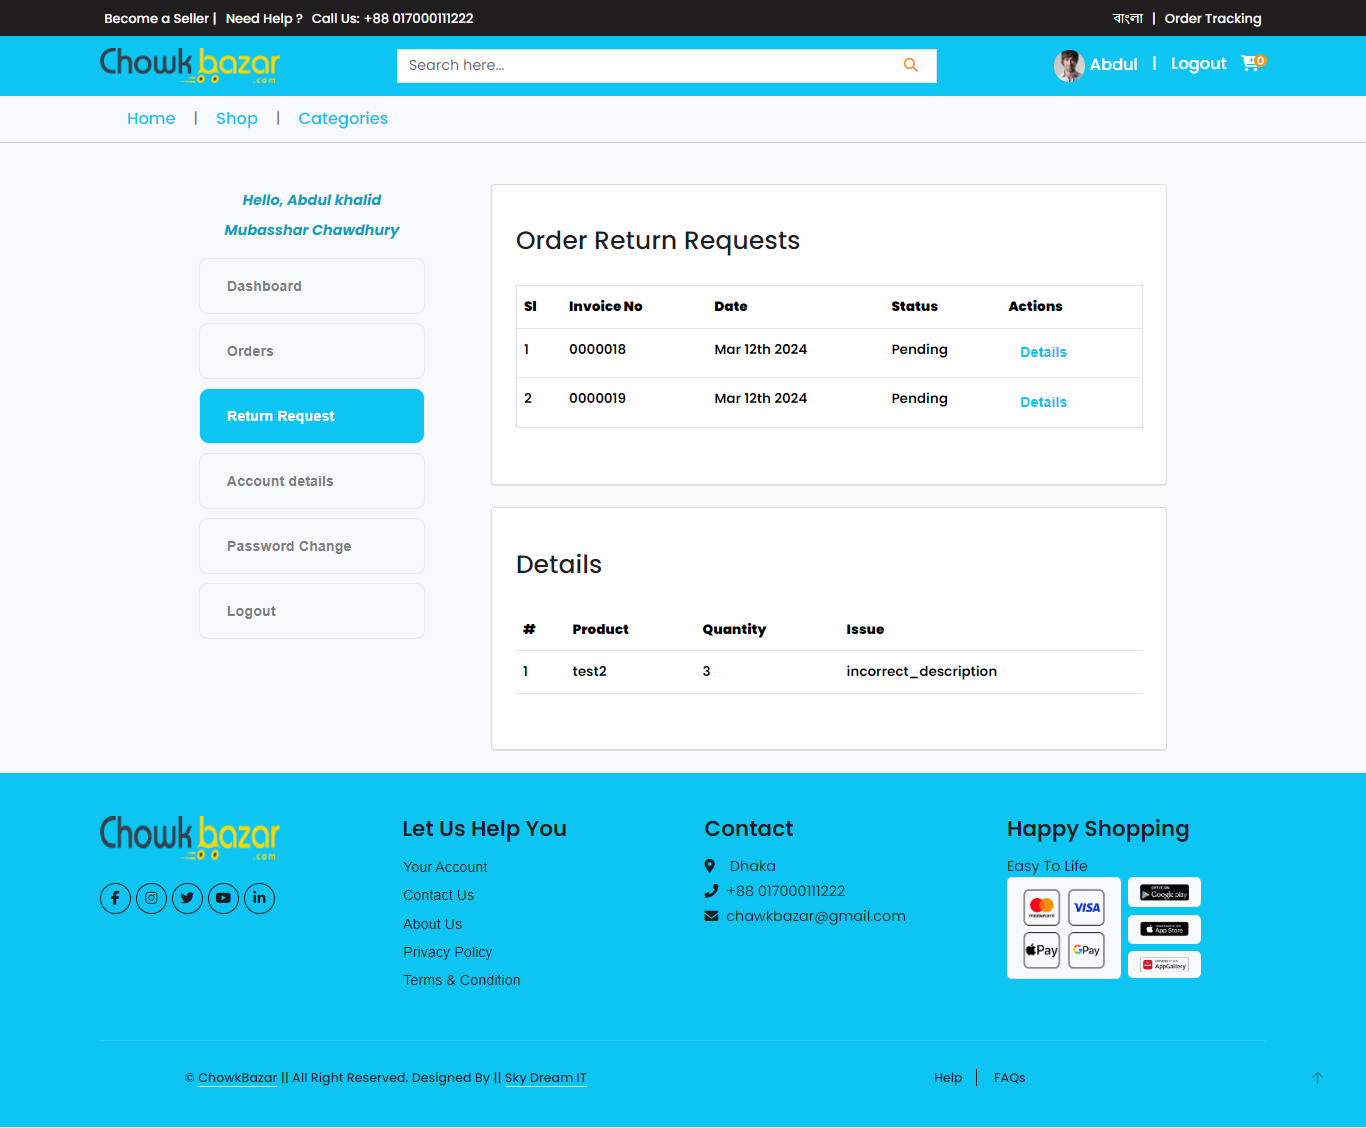 Become a Seller | Need Help ? Call Us: +88 017000111222
বাংলা | Order Tracking
Chowk bazar .com
Search here...
Abdul | Logout 0
Home | Shop | Categories
Hello, Abdul khalid
Mubasshar Chawdhury
Dashboard
Orders
Return Request
Account details
Password Change
Logout
Order Return Requests
Sl Invoice No Date Status Actions
1 0000018 Mar 12th 2024 Pending Details
2 0000019 Mar 12th 2024 Pending Details
Details
# Product Quantity Issue
1 test2 3 incorrect_description
Chowk bazar .com
Let Us Help You
Your Account
Contact Us
About Us
Privacy Policy
Terms & Condition
Contact
Dhaka
+88 017000111222
chawkbazar@gmail.com
Happy Shopping
Easy To Life
mastercard VISA
Pay G Pay
GET IT ON
Google play
App Store
AppGallery
© ChowkBazar || All Right Reserved. Designed By || Sky Dream IT
Help | FAQs